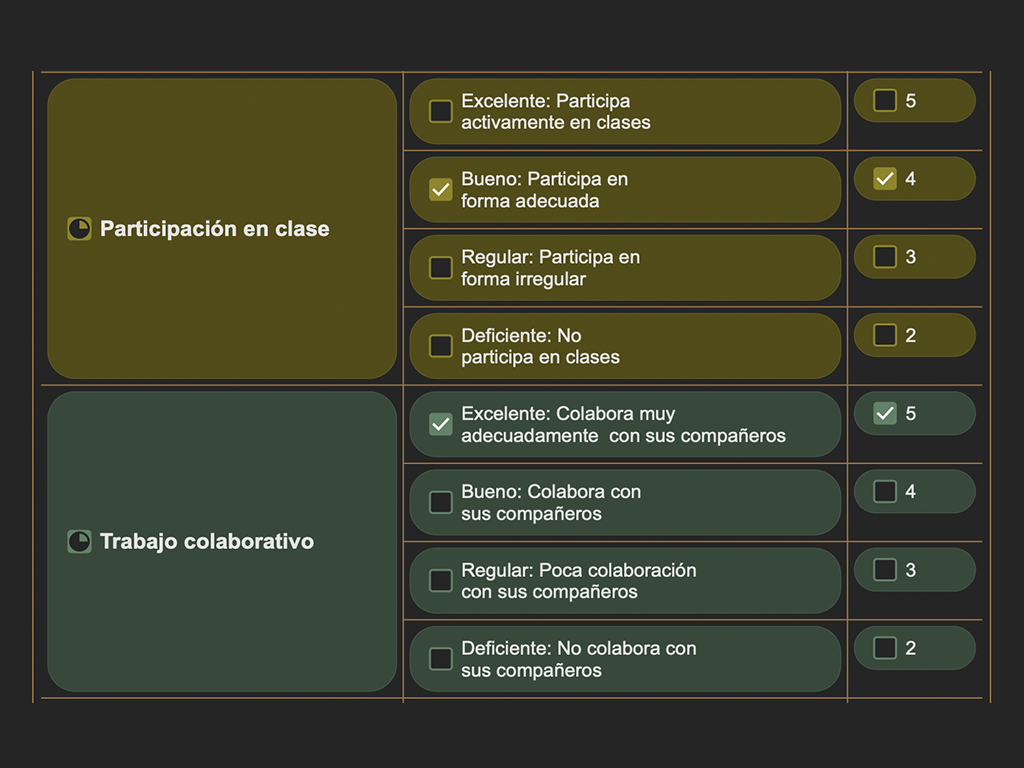 Participación en clase
Excelente: Participa
activamente en clases
5
Bueno: Participa en
forma adecuada
4
Regular: Participa en
forma irregular
3
Deficiente: No
participa en clases
2
Trabajo colaborativo
Excelente: Colabora muy
adecuadamente  con sus compañeros
5
Bueno: Colabora con
sus compañeros
4
Regular: Poca colaboración
con sus compañeros
3
Deficiente: No colabora con
sus compañeros
2